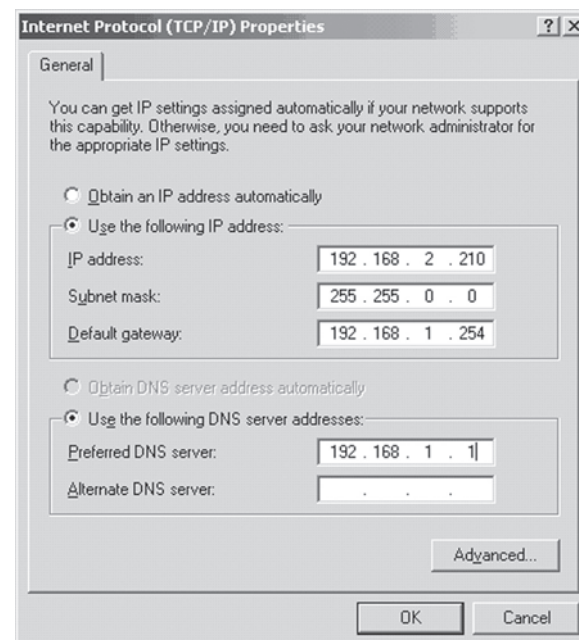 Internet Protocol (TCP/IP) Properties
? X
General
You can get IP settings assigned automatically if your network supports
this capability. Otherwise, you need to ask your network administrator for
the appropriate IP settings.
Obtain an IP address automatically
Use the following IP address:
IP address: 192 . 168 . 2 . 210
Subnet mask: 255 . 255 . 0 . 0
Default gateway: 192 . 168 . 1 . 254
Obtain DNS server address automatically
Use the following DNS server addresses:
Preferred DNS server: 192 . 168 . 1 . 1
Alternate DNS server: . . .
Advanced...
OK Cancel